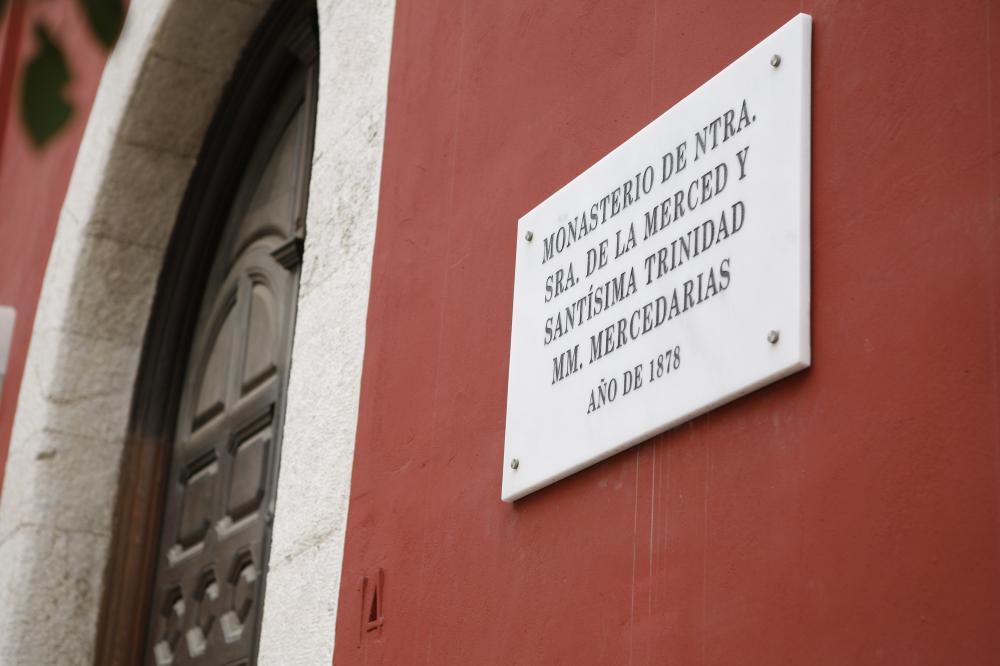 MONASTERIO DE NTRA.
SRA. DE LA MERCED Y
SANTÍSIMA TRINIDAD
MM. MERCEDARIAS
AÑO DE 1878